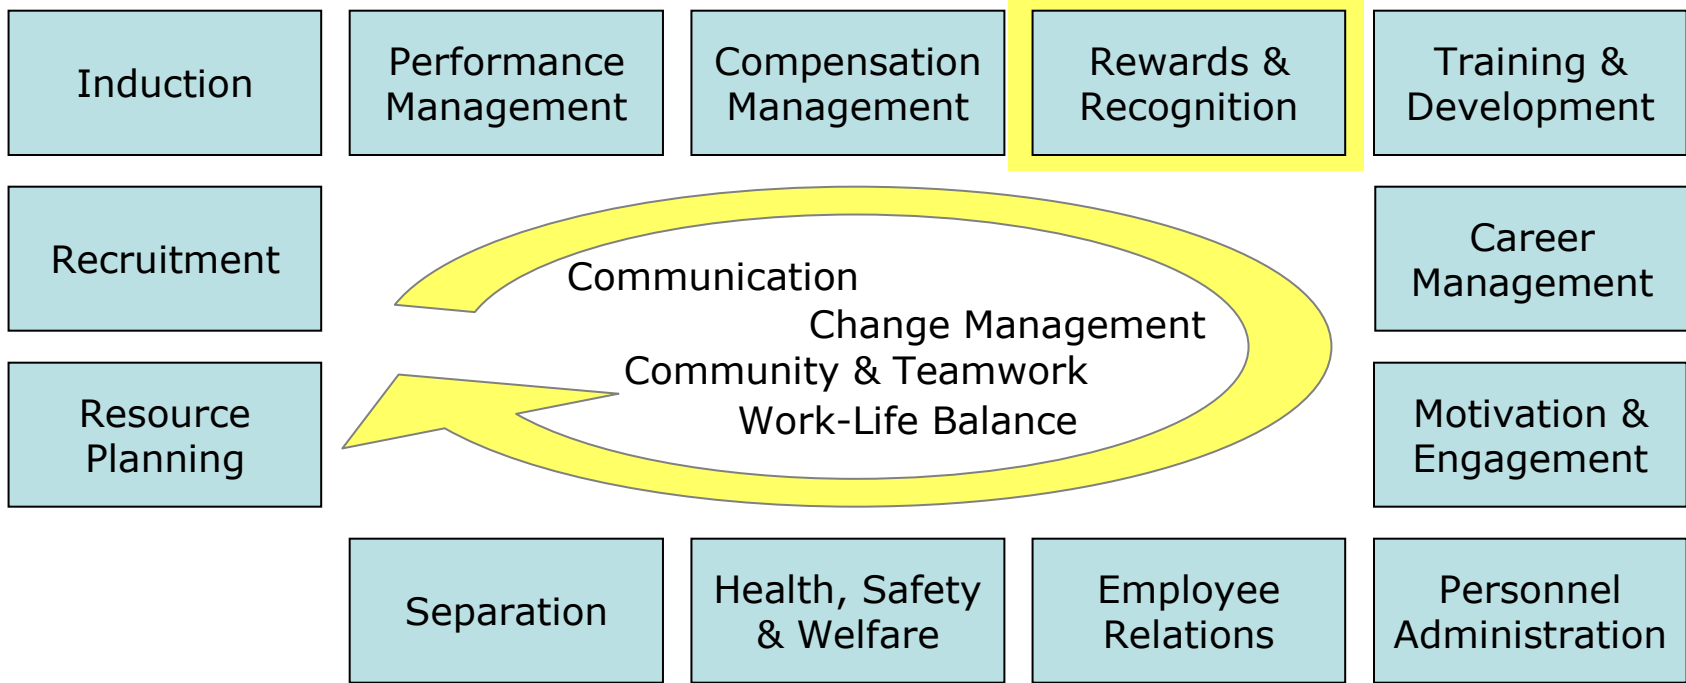 Induction
Performance
Management
Compensation
Management
Rewards &
Recognition
Training &
Development
Recruitment
Career
Management
Communication
Change Management
Community & Teamwork
Work-Life Balance
Resource
Planning
Motivation &
Engagement
Separation
Health, Safety
& Welfare
Employee
Relations
Personnel
Administration